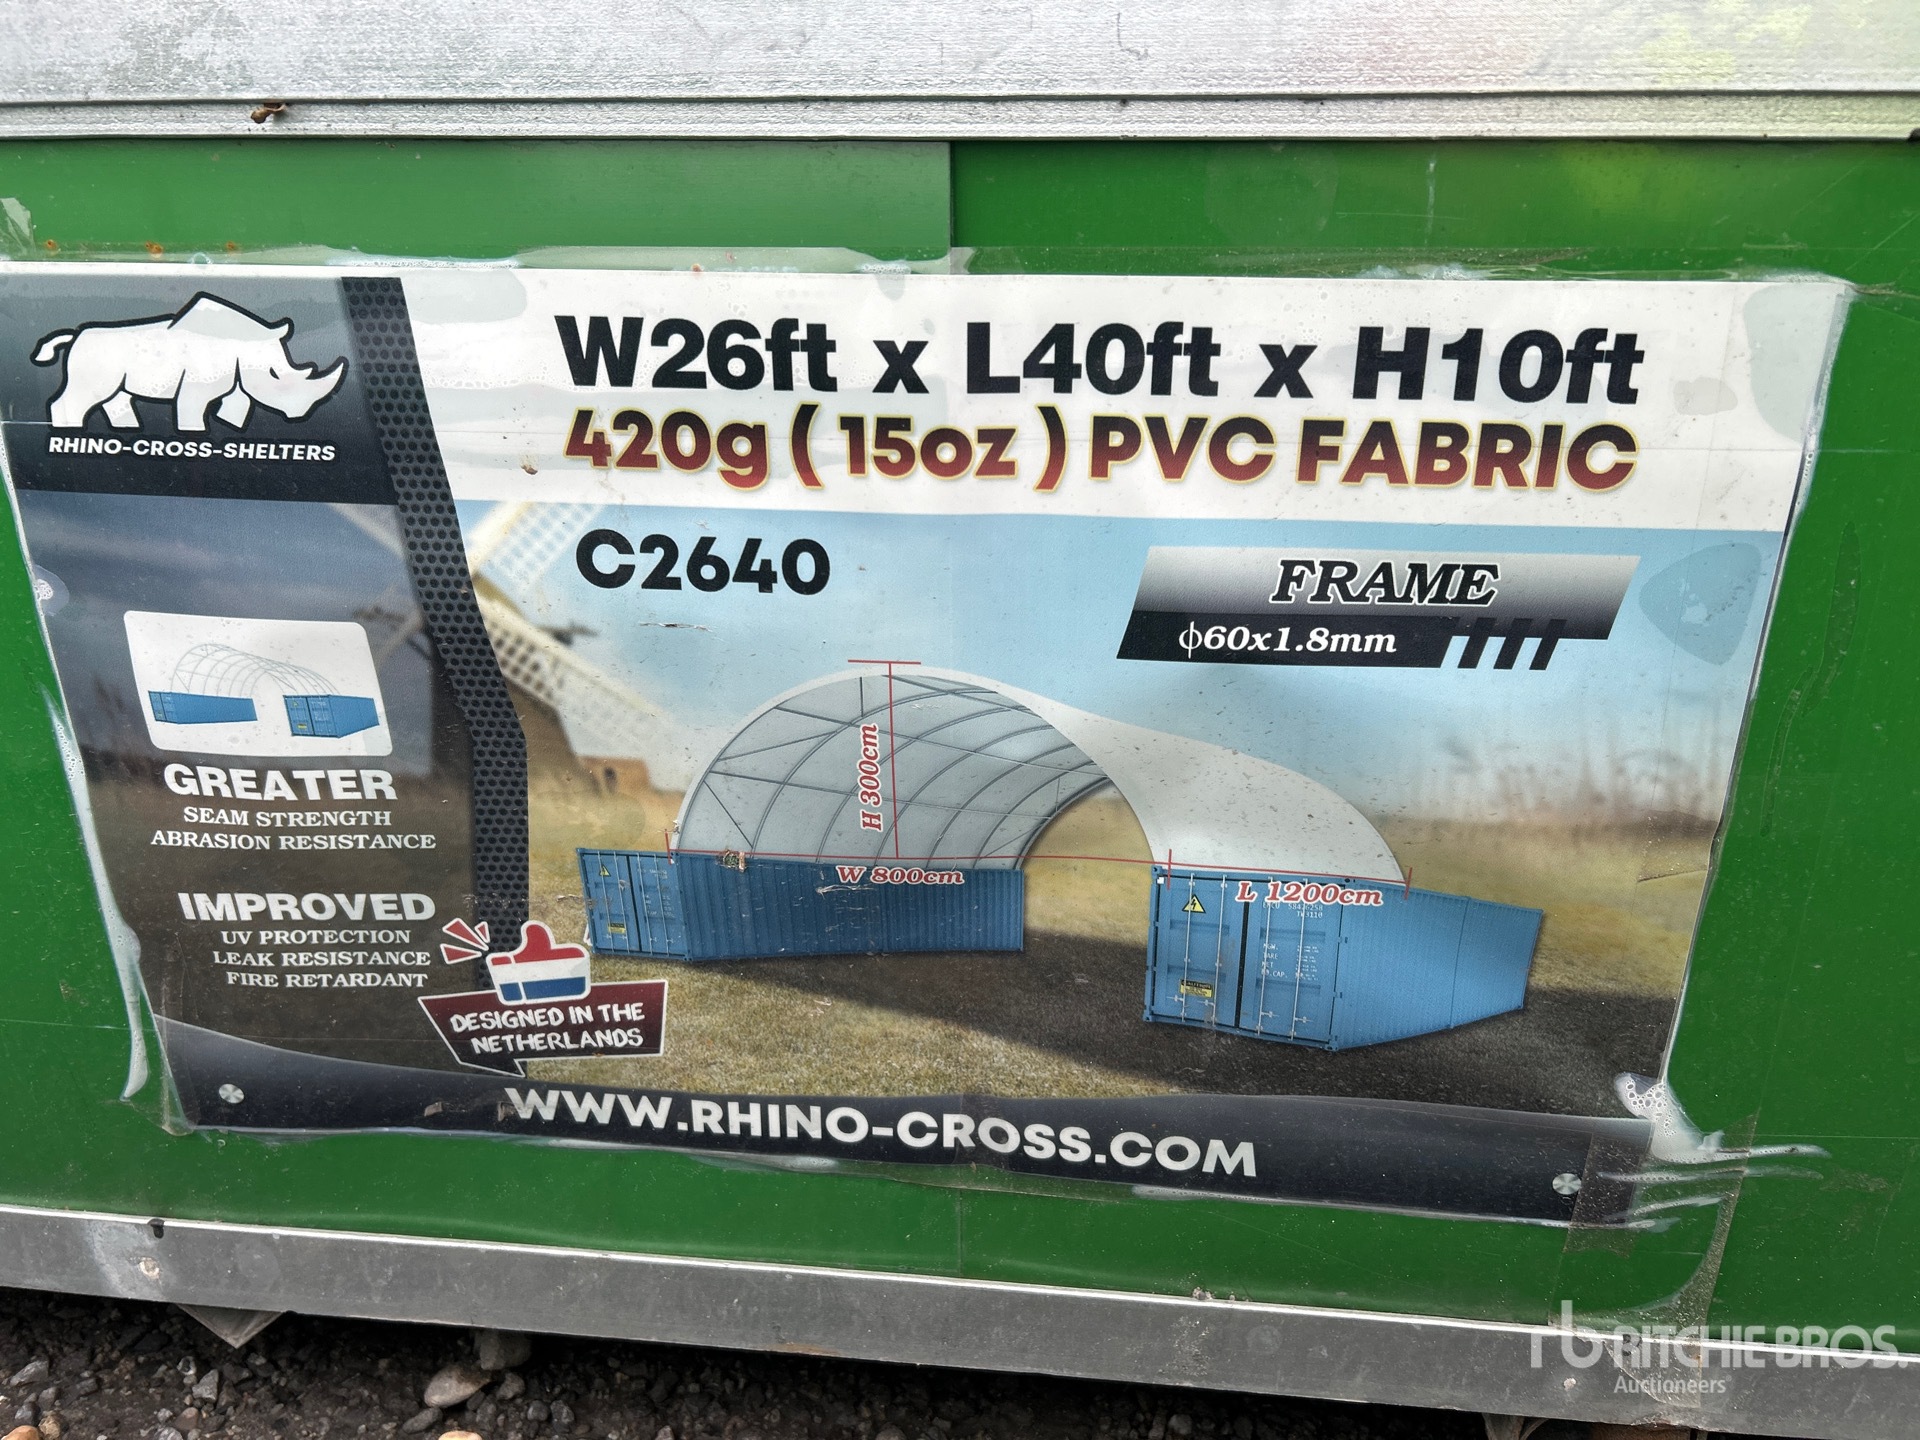 RHINO-CROSS-SHELTERS
W26ft x L40ft x H10ft
420g ( 15oz ) PVC FABRIC
C2640
FRAME
ϕ60x1.8mm
GREATER
SEAM STRENGTH
ABRASION RESISTANCE
IMPROVED
UV PROTECTION
LEAK RESISTANCE
FIRE RETARDANT
DESIGNED IN THE
NETHERLANDS
H 300cm
W 800cm
L 1200cm
WWW.RHINO-CROSS.COM
rb RITCHIE BROS.
Auctioneers